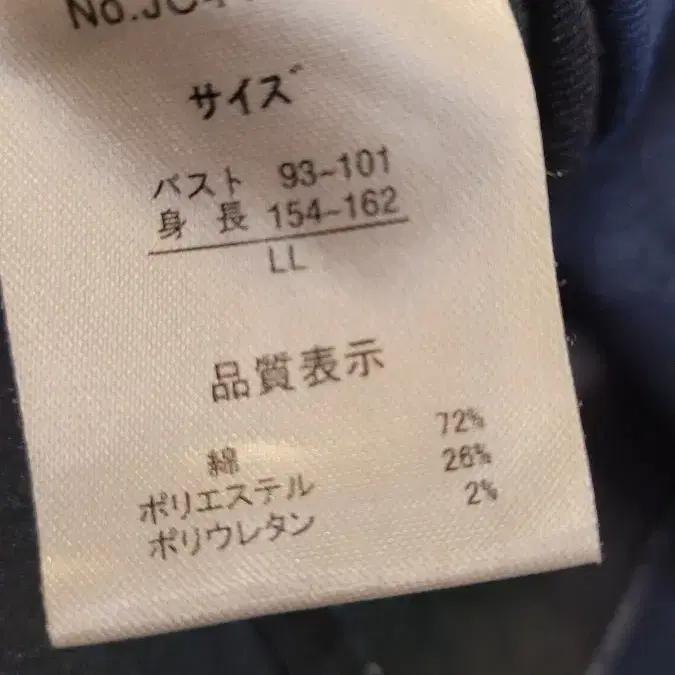 サイズ
バスト 93~101
身長 154~162
LL
品質表示
綿 72%
ポリエステル 26%
ポリウレタン 2%